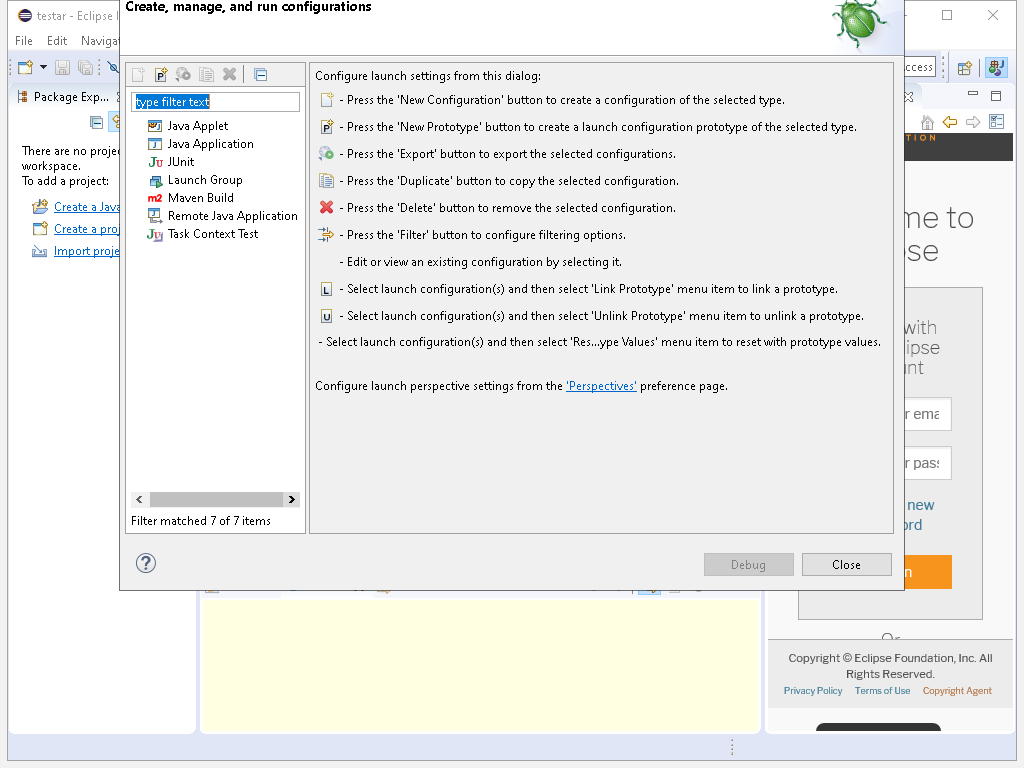 testar - Eclipse I
Create, manage, and run configurations
File Edit Naviga
Package Exp...
There are no proje
workspace.
To add a project:
Create a Java
Create a proj
Import proje
type filter text
Java Applet
Java Application
JUnit
Launch Group
Maven Build
Remote Java Application
Task Context Test
Filter matched 7 of 7 items
Configure launch settings from this dialog:
- Press the 'New Configuration' button to create a configuration of the selected type.
- Press the 'New Prototype' button to create a launch configuration prototype of the selected type.
- Press the 'Export' button to export the selected configurations.
- Press the 'Duplicate' button to copy the selected configuration.
- Press the 'Delete' button to remove the selected configuration.
- Press the 'Filter' button to configure filtering options.
- Edit or view an existing configuration by selecting it.
L - Select launch configuration(s) and then select 'Link Prototype' menu item to link a prototype.
U - Select launch configuration(s) and then select 'Unlink Prototype' menu item to unlink a prototype.
- Select launch configuration(s) and then select 'Res...ype Values' menu item to reset with prototype values.
Configure launch perspective settings from the 'Perspectives' preference page.
Debug Close
ccess
TION
me to
se
with
ipse
nt
r ema
r pass
new
ord
n
Or
Copyright © Eclipse Foundation, Inc. All
Rights Reserved.
Privacy Policy Terms of Use Copyright Agent